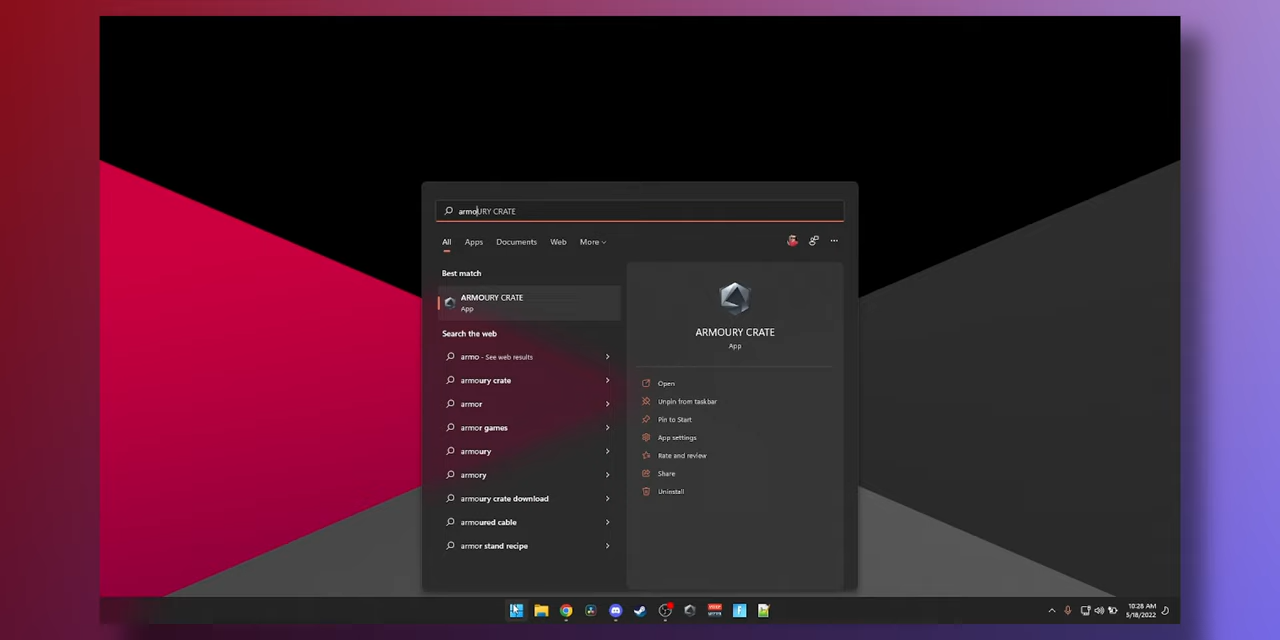 armoURY CRATE
All Apps Documents Web More
Best match
ARMOURY CRATE
App
Search the web
armo - See web results
armoury crate
armor
armor games
armoury
armory
armoury crate download
armoured cable
armor stand recipe
ARMOURY CRATE
App
Open
Unpin from taskbar
Pin to Start
App settings
Rate and review
Share
Uninstall
10:28 AM
5/18/2022